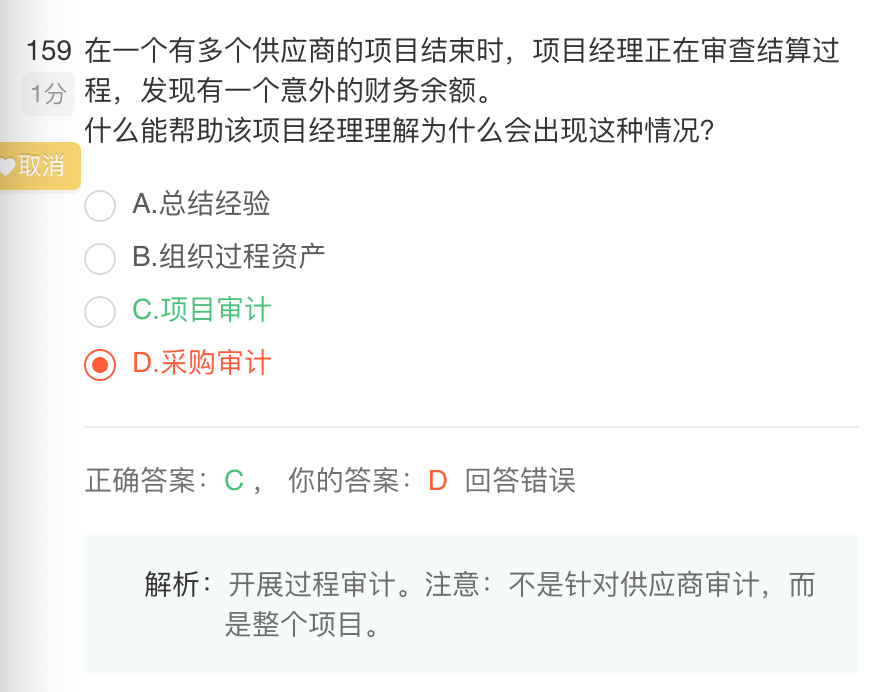 159 在一个有多个供应商的项目结束时，项目经理正在审查结算过
1分 程，发现有一个意外的财务余额。
什么能帮助该项目经理理解为什么会出现这种情况?
取消
A.总结经验
B.组织过程资产
C.项目审计
D.采购审计
正确答案：C， 你的答案：D 回答错误
解析：开展过程审计。注意：不是针对供应商审计，而
是整个项目。